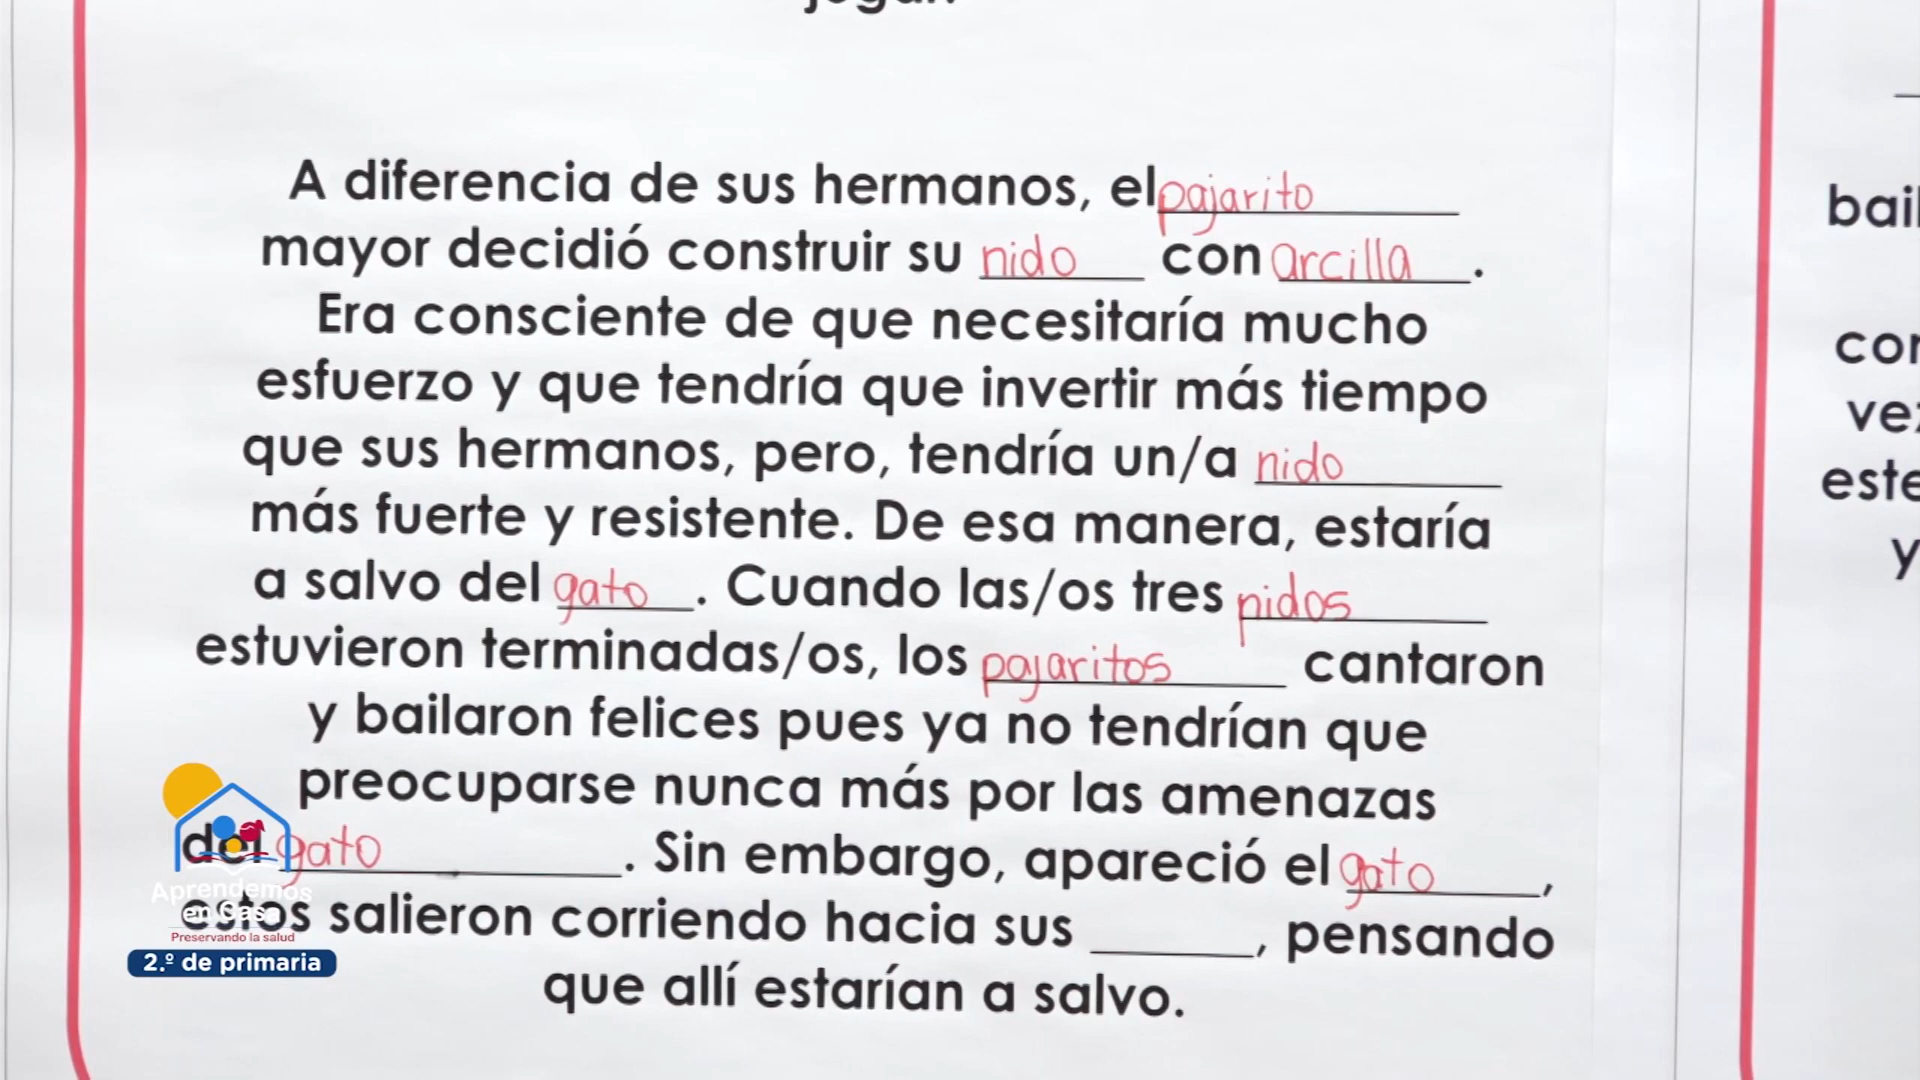 A diferencia de sus hermanos, el pajarito
mayor decidió construir su nido con arcilla.
Era consciente de que necesitaría mucho
esfuerzo y que tendría que invertir más tiempo
que sus hermanos, pero, tendría un/a nido
más fuerte y resistente. De esa manera, estaría
a salvo del gato. Cuando las/os tres nidos
estuvieron terminadas/os, los pajaritos cantaron
y bailaron felices pues ya no tendrían que
preocuparse nunca más por las amenazas
del gato. Sin embargo, apareció el gato,
estos salieron corriendo hacia sus ______, pensando
que allí estarían a salvo.
Aprendemos
en Casa
Preservando la salud
2.º de primaria